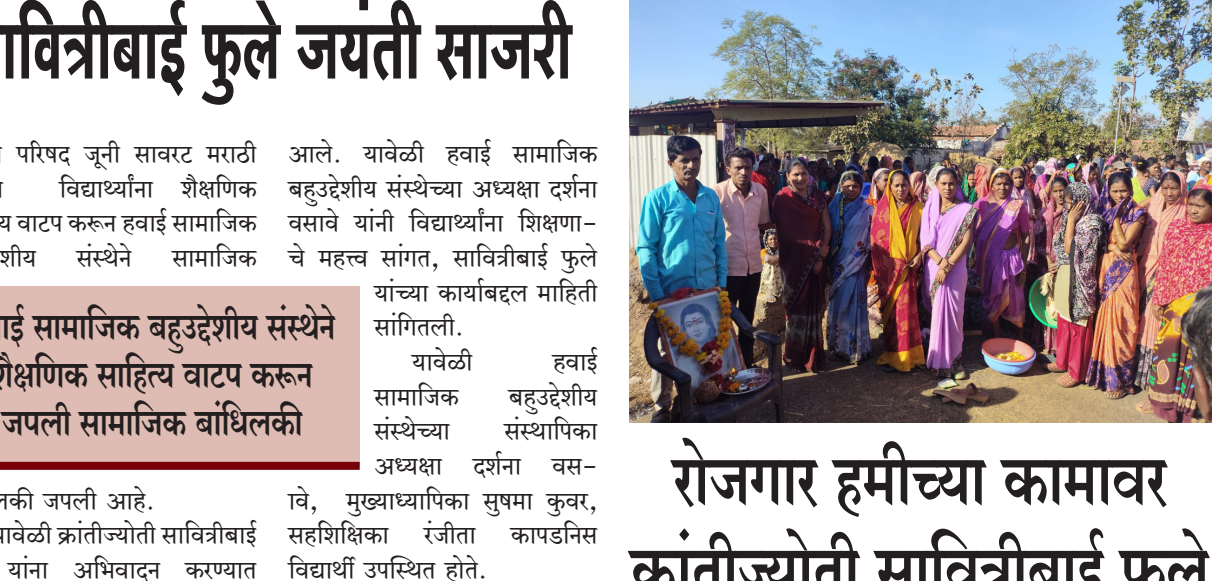 फुले जयंती साजरी
परिषद जूनी सावरट मराठी
विद्यार्थ्यांना शैक्षणिक
वाटप करून हवाई सामाजिक
संस्थेने सामाजिक
सामाजिक बहुउद्देशीय संस्थेने
शैक्षणिक साहित्य वाटप करून
जपली सामाजिक बांधिलकी
जपली आहे.
यावेळी क्रांतीज्योती सावित्रीबाई
यांना अभिवादन करण्यात
आले. यावेळी हवाई सामाजिक
बहुउद्देशीय संस्थेच्या अध्यक्षा दर्शना
वसावे यांनी विद्यार्थ्यांना शिक्षणा-
चे महत्त्व सांगत, सावित्रीबाई फुले
यांच्या कार्याबद्दल माहिती
सांगितली.
यावेळी हवाई
सामाजिक बहुउद्देशीय
संस्थेच्या संस्थापिका
अध्यक्षा दर्शना वस-
ावे, मुख्याध्यापिका सुषमा कुवर,
सहशिक्षिका रंजीता कापडनिस
विद्यार्थी उपस्थित होते.
रोजगार हमीच्या कामावर
क्रांतीज्योती सावित्रीबाई फुले